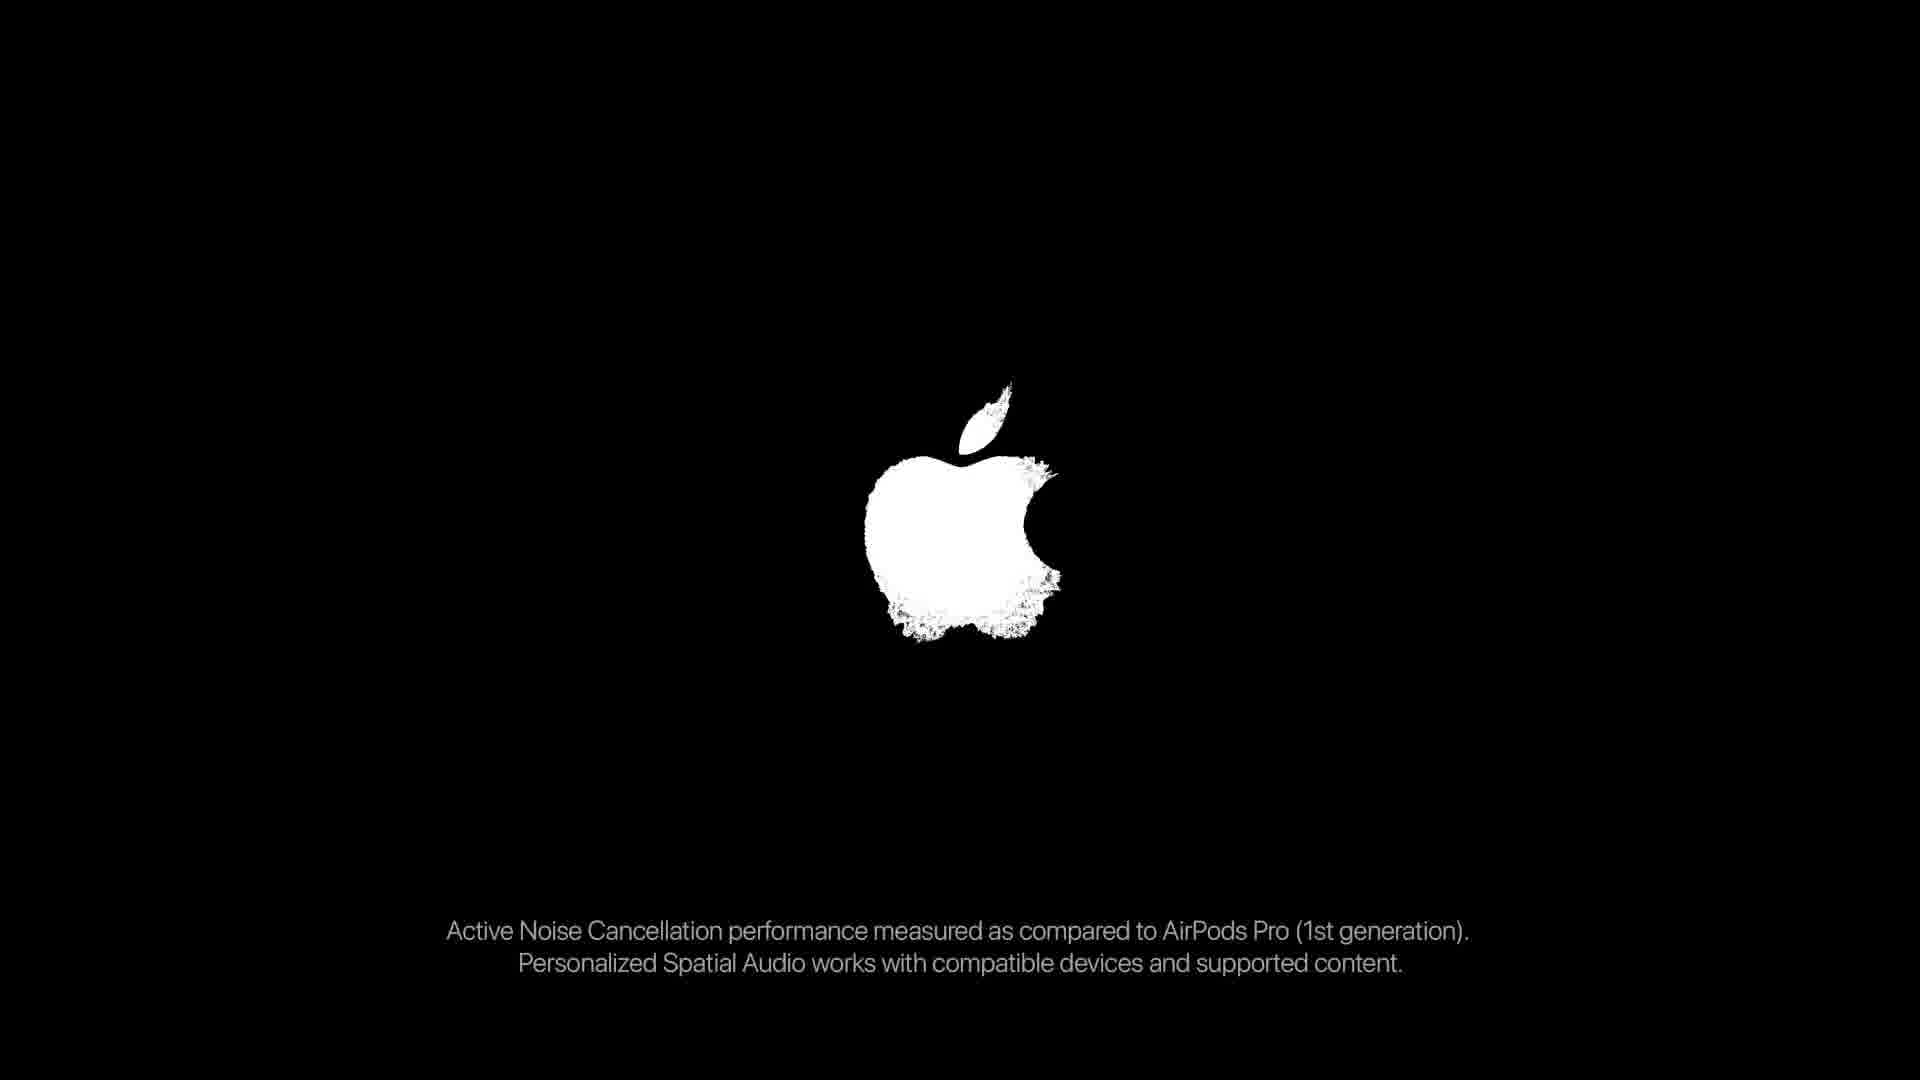 Active Noise Cancellation performance measured as compared to AirPods Pro (1st generation).
Personalized Spatial Audio works with compatible devices and supported content.